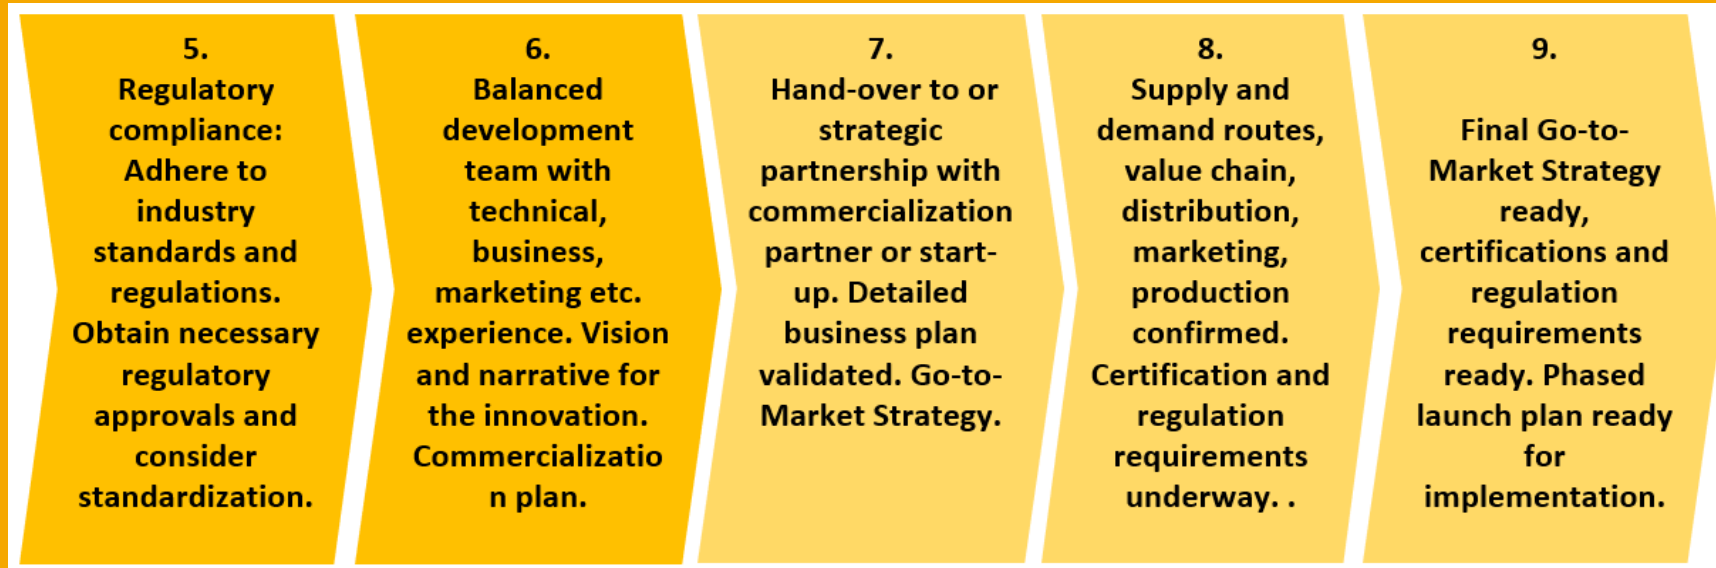 5.
Regulatory
compliance:
Adhere to
industry
standards and
regulations.
Obtain necessary
regulatory
approvals and
consider
standardization.
6.
Balanced
development
team with
technical,
business,
marketing etc.
experience. Vision
and narrative for
the innovation.
Commercializatio
n plan.
7.
Hand-over to or
strategic
partnership with
commercialization
partner or start-
up. Detailed
business plan
validated. Go-to-
Market Strategy.
8.
Supply and
demand routes,
value chain,
distribution,
marketing,
production
confirmed.
Certification and
regulation
requirements
underway. .
9.
Final Go-to-
Market Strategy
ready,
certifications and
regulation
requirements
ready. Phased
launch plan ready
for
implementation.